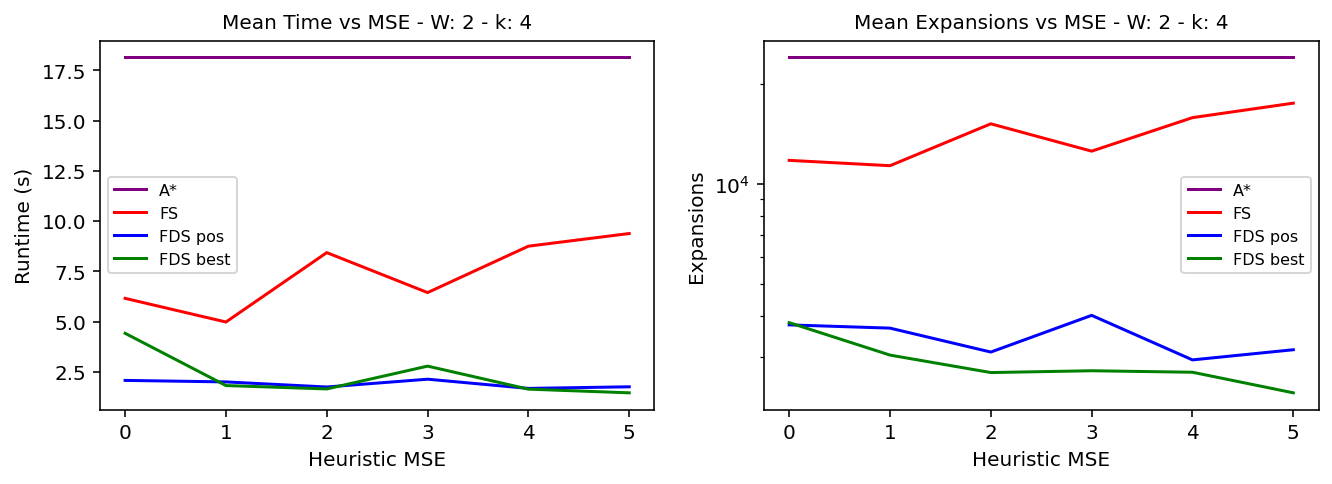 Mean Time vs MSE - W: 2 - k: 4
Runtime (s)
17.5
15.0
12.5
10.0
7.5
5.0
2.5
A*
FS
FDS pos
FDS best
0 1 2 3 4 5
Heuristic MSE
Mean Expansions vs MSE - W: 2 - k: 4
Expansions
10⁴
A*
FS
FDS pos
FDS best
0 1 2 3 4 5
Heuristic MSE